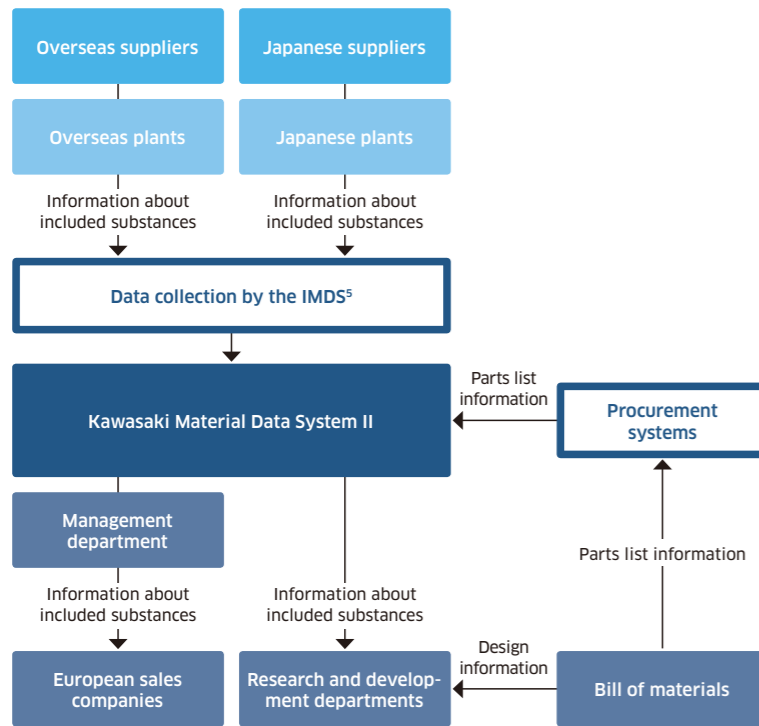 Overseas suppliers
Japanese suppliers
Overseas plants
Japanese plants
Information about
included substances
Information about
included substances
Data collection by the IMDS⁵
Kawasaki Material Data System II
Parts list
information
Procurement
systems
Management
department
Parts list information
Information about
included substances
Information about
included substances
European sales
companies
Research and develop-
ment departments
Design
information
Bill of materials